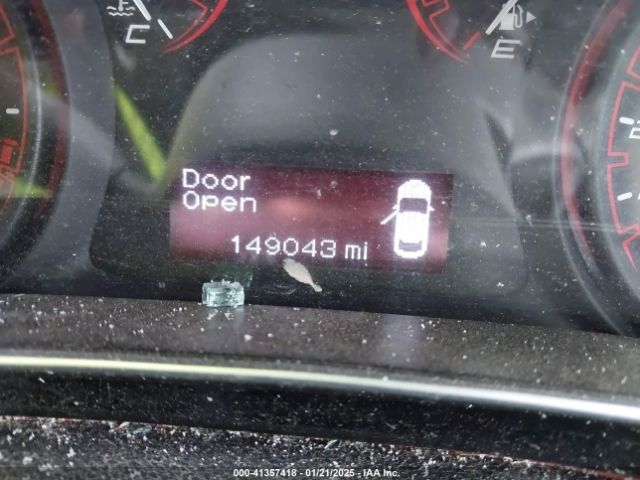 C
E
Door
Open
149043 mi
000-41357418 - 01/21/2025 - IAA Inc.